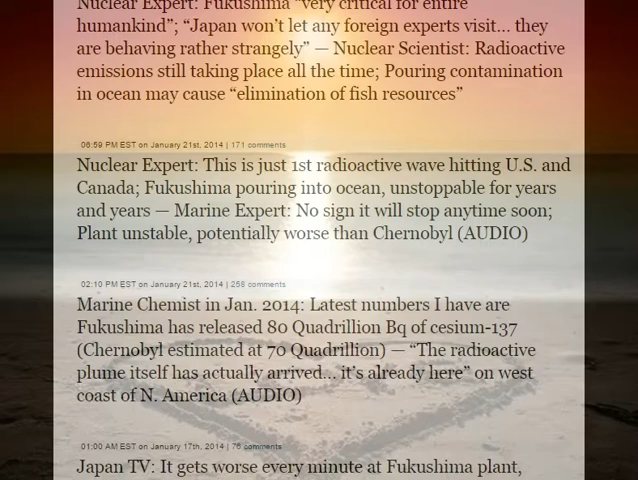 Nuclear Expert: Fukushima “very critical for entire
humankind”; “Japan won’t let any foreign experts visit... they
are behaving rather strangely” — Nuclear Scientist: Radioactive
emissions still taking place all the time; Pouring contamination
in ocean may cause “elimination of fish resources”
06:59 PM EST on January 21st, 2014 | 171 comments
Nuclear Expert: This is just 1st radioactive wave hitting U.S. and
Canada; Fukushima pouring into ocean, unstoppable for years
and years — Marine Expert: No sign it will stop anytime soon;
Plant unstable, potentially worse than Chernobyl (AUDIO)
02:10 PM EST on January 21st, 2014 | 258 comments
Marine Chemist in Jan. 2014: Latest numbers I have are
Fukushima has released 80 Quadrillion Bq of cesium-137
(Chernobyl estimated at 70 Quadrillion) — “The radioactive
plume itself has actually arrived... it’s already here” on west
coast of N. America (AUDIO)
01:00 AM EST on January 17th, 2014 | 76 comments
Japan TV: It gets worse every minute at Fukushima plant,